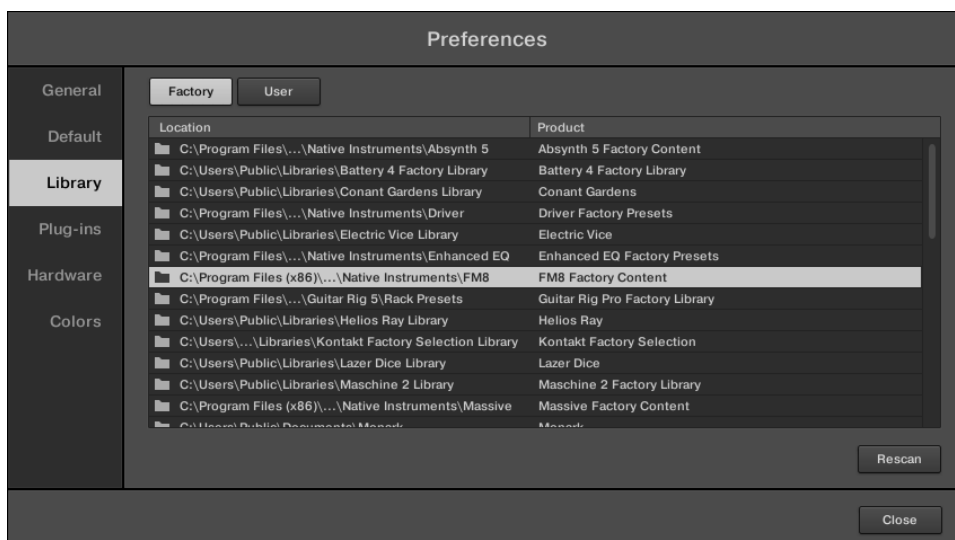 Preferences
General
Default
Library
Plug-ins
Hardware
Colors
Factory User
Location Product
C:\Program Files\...\Native Instruments\Absynth 5 Absynth 5 Factory Content
C:\Users\Public\Libraries\Battery 4 Factory Library Battery 4 Factory Library
C:\Users\Public\Libraries\Conant Gardens Library Conant Gardens
C:\Program Files\...\Native Instruments\Driver Driver Factory Presets
C:\Users\Public\Libraries\Electric Vice Library Electric Vice
C:\Program Files\...\Native Instruments\Enhanced EQ Enhanced EQ Factory Presets
C:\Program Files (x86)\...\Native Instruments\FM8 FM8 Factory Content
C:\Program Files\...\Guitar Rig 5\Rack Presets Guitar Rig Pro Factory Library
C:\Users\Public\Libraries\Helios Ray Library Helios Ray
C:\Users\...\Libraries\Kontakt Factory Selection Library Kontakt Factory Selection
C:\Users\Public\Libraries\Lazer Dice Library Lazer Dice
C:\Users\Public\Libraries\Maschine 2 Library Maschine 2 Factory Library
C:\Program Files (x86)\...\Native Instruments\Massive Massive Factory Content
C:\Users\Public\Documents\Monark Monark
Rescan
Close